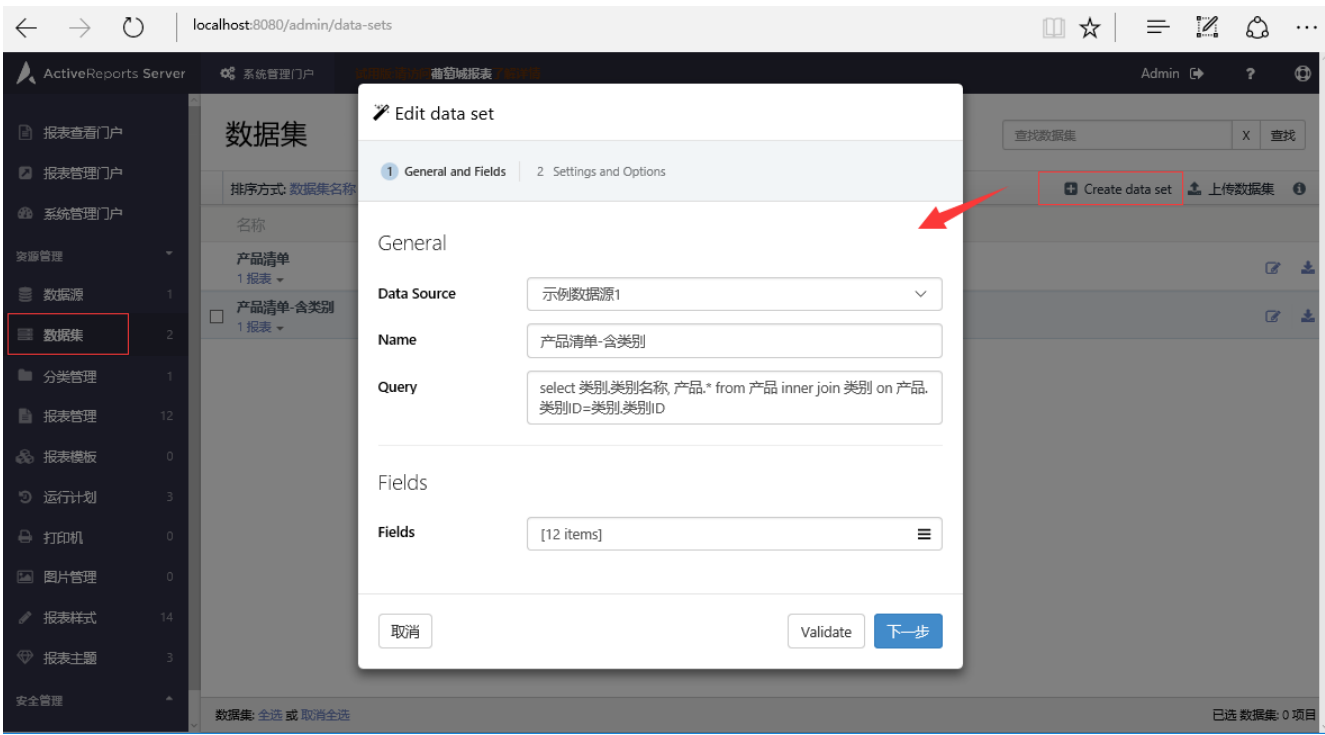 localhost:8080/admin/data-sets
ActiveReports Server
系统管理门户
葡萄城报表
Admin
?
报表查看门户
报表管理门户
系统管理门户
资源管理
数据源 1
数据集 2
分类管理 1
报表管理 12
报表模板 0
运行计划 3
打印机 0
图片管理 0
报表样式 14
报表主题 3
安全管理
数据集
查找数据集 X 查找
排序方式: 数据集名称
Create data set 上传数据集
名称
产品清单
1 报表
产品清单-含类别
1 报表
Edit data set
1 General and Fields 2 Settings and Options
General
Data Source 示例数据源1
Name 产品清单-含类别
Query select 类别.类别名称, 产品.* from 产品 inner join 类别 on 产品.
类别ID=类别.类别ID
Fields
Fields [12 items]
取消 Validate 下一步
数据集: 全选 或 取消全选
已选 数据集: 0 项目